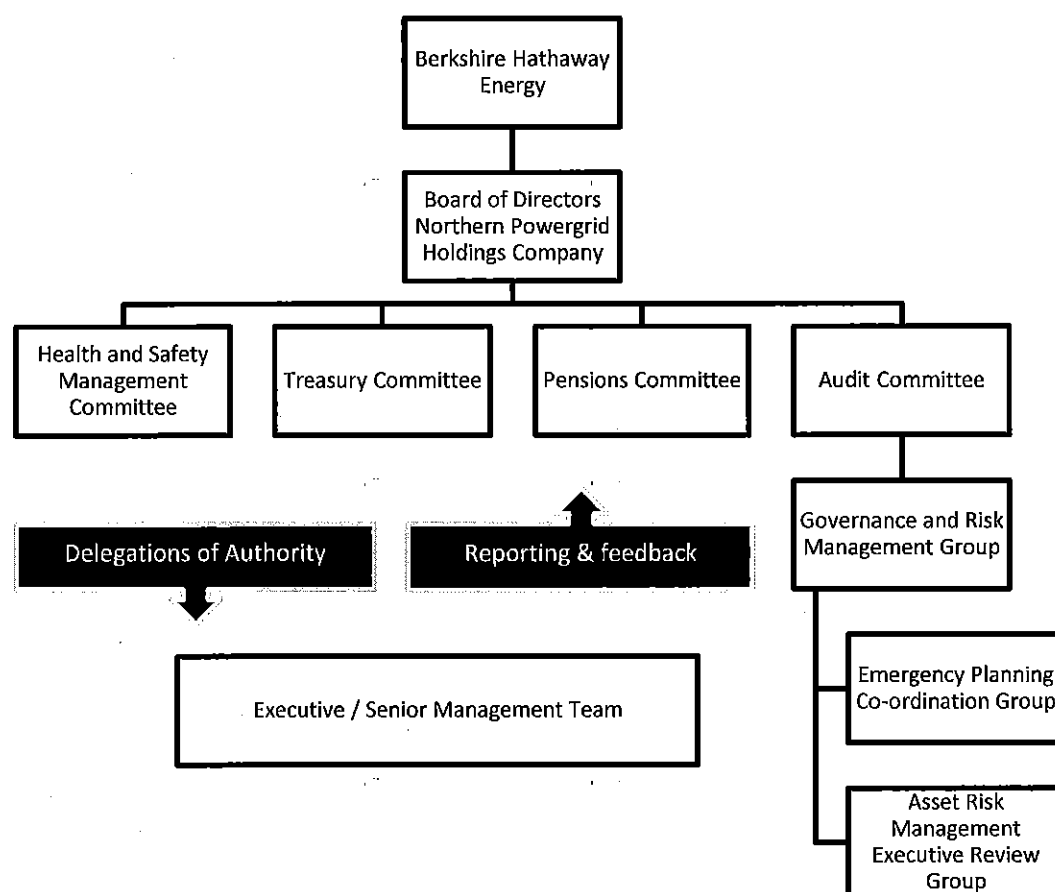 Berkshire Hathaway
Energy
Board of Directors
Northern Powergrid
Holdings Company
Health and Safety
Management
Committee
Treasury Committee
Pensions Committee
Audit Committee
Governance and Risk
Management Group
Delegations of Authority
Reporting & feedback
Emergency Planning
Co-ordination Group
Executive / Senior Management Team
Asset Risk
Management
Executive Review
Group